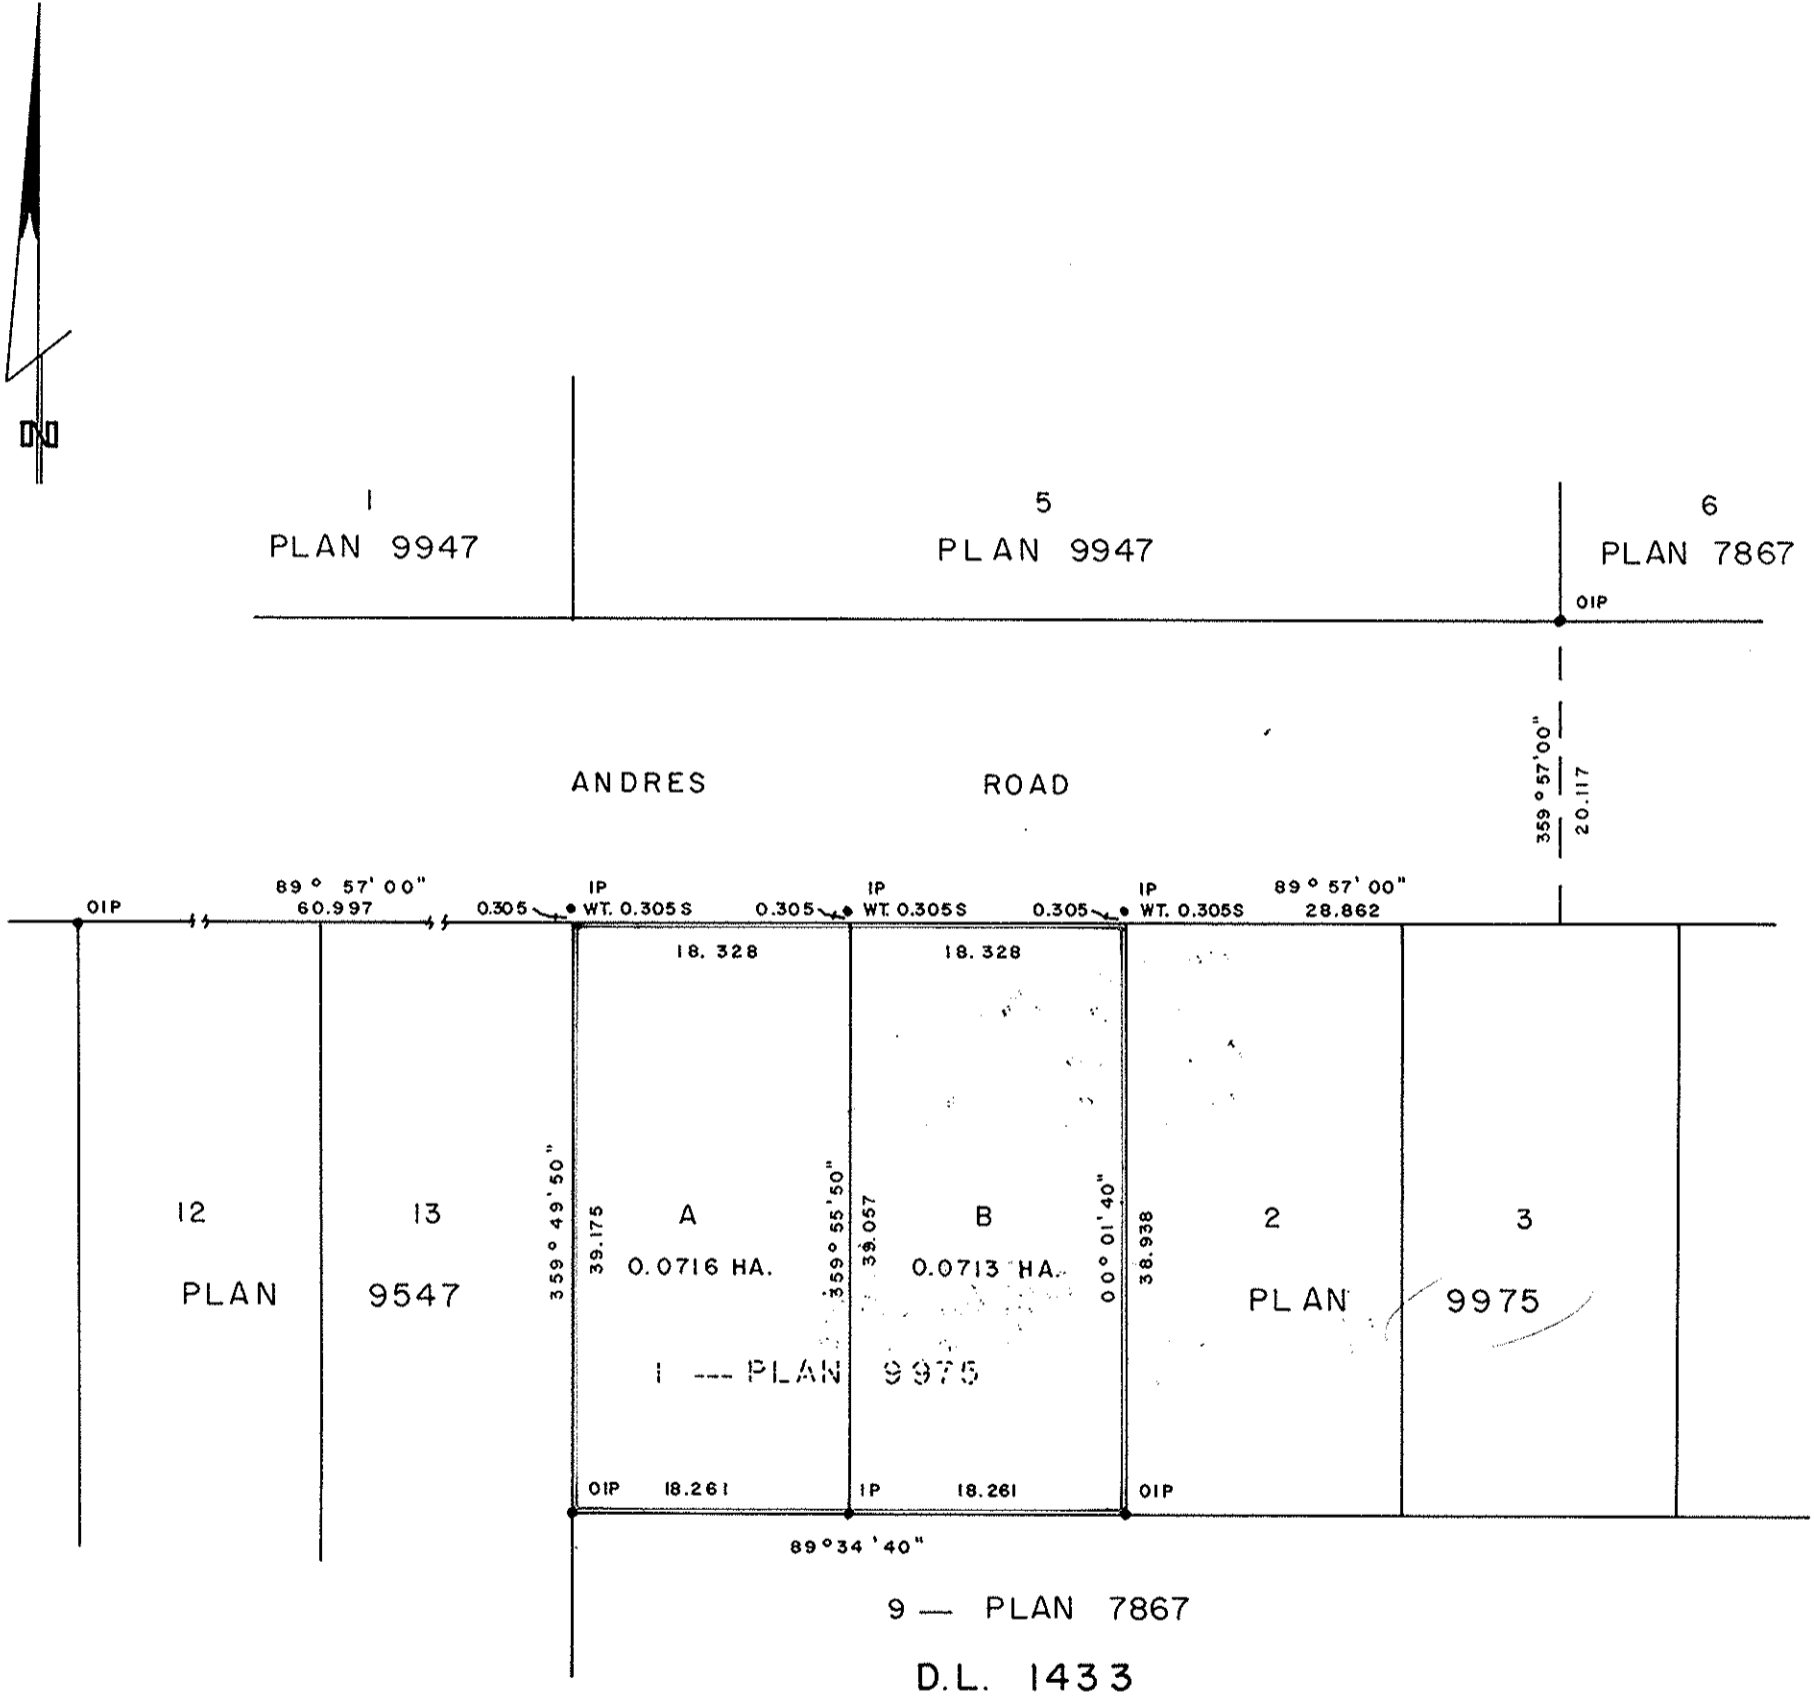 N
1
PLAN 9947
5
PLAN 9947
6
PLAN 7867
OIP
359° 57' 00"
20.117
ANDRES ROAD
OIP
89° 57' 00"
60.997
0.305
IP
WT. 0.305 S
0.305
IP
WT. 0.305 S
0.305
IP
WT. 0.305 S
89° 57' 00"
28.862
18.328
18.328
12
13
PLAN 9547
359° 49' 50"
39.175
A
0.0716 HA.
359° 55' 50"
39.057
B
0.0713 HA.
00° 01' 40"
38.938
2
3
PLAN 9975
1 --- PLAN 9975
OIP
18.261
IP
18.261
OIP
89° 34' 40"
9 — PLAN 7867
D.L. 1433